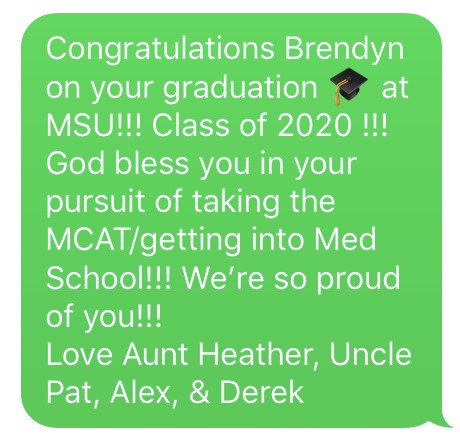 Congratulations Brendyn
on your graduation 🎓 at
MSU!!! Class of 2020 !!!
God bless you in your
pursuit of taking the
MCAT/getting into Med
School!!! We’re so proud
of you!!!
Love Aunt Heather, Uncle
Pat, Alex, & Derek